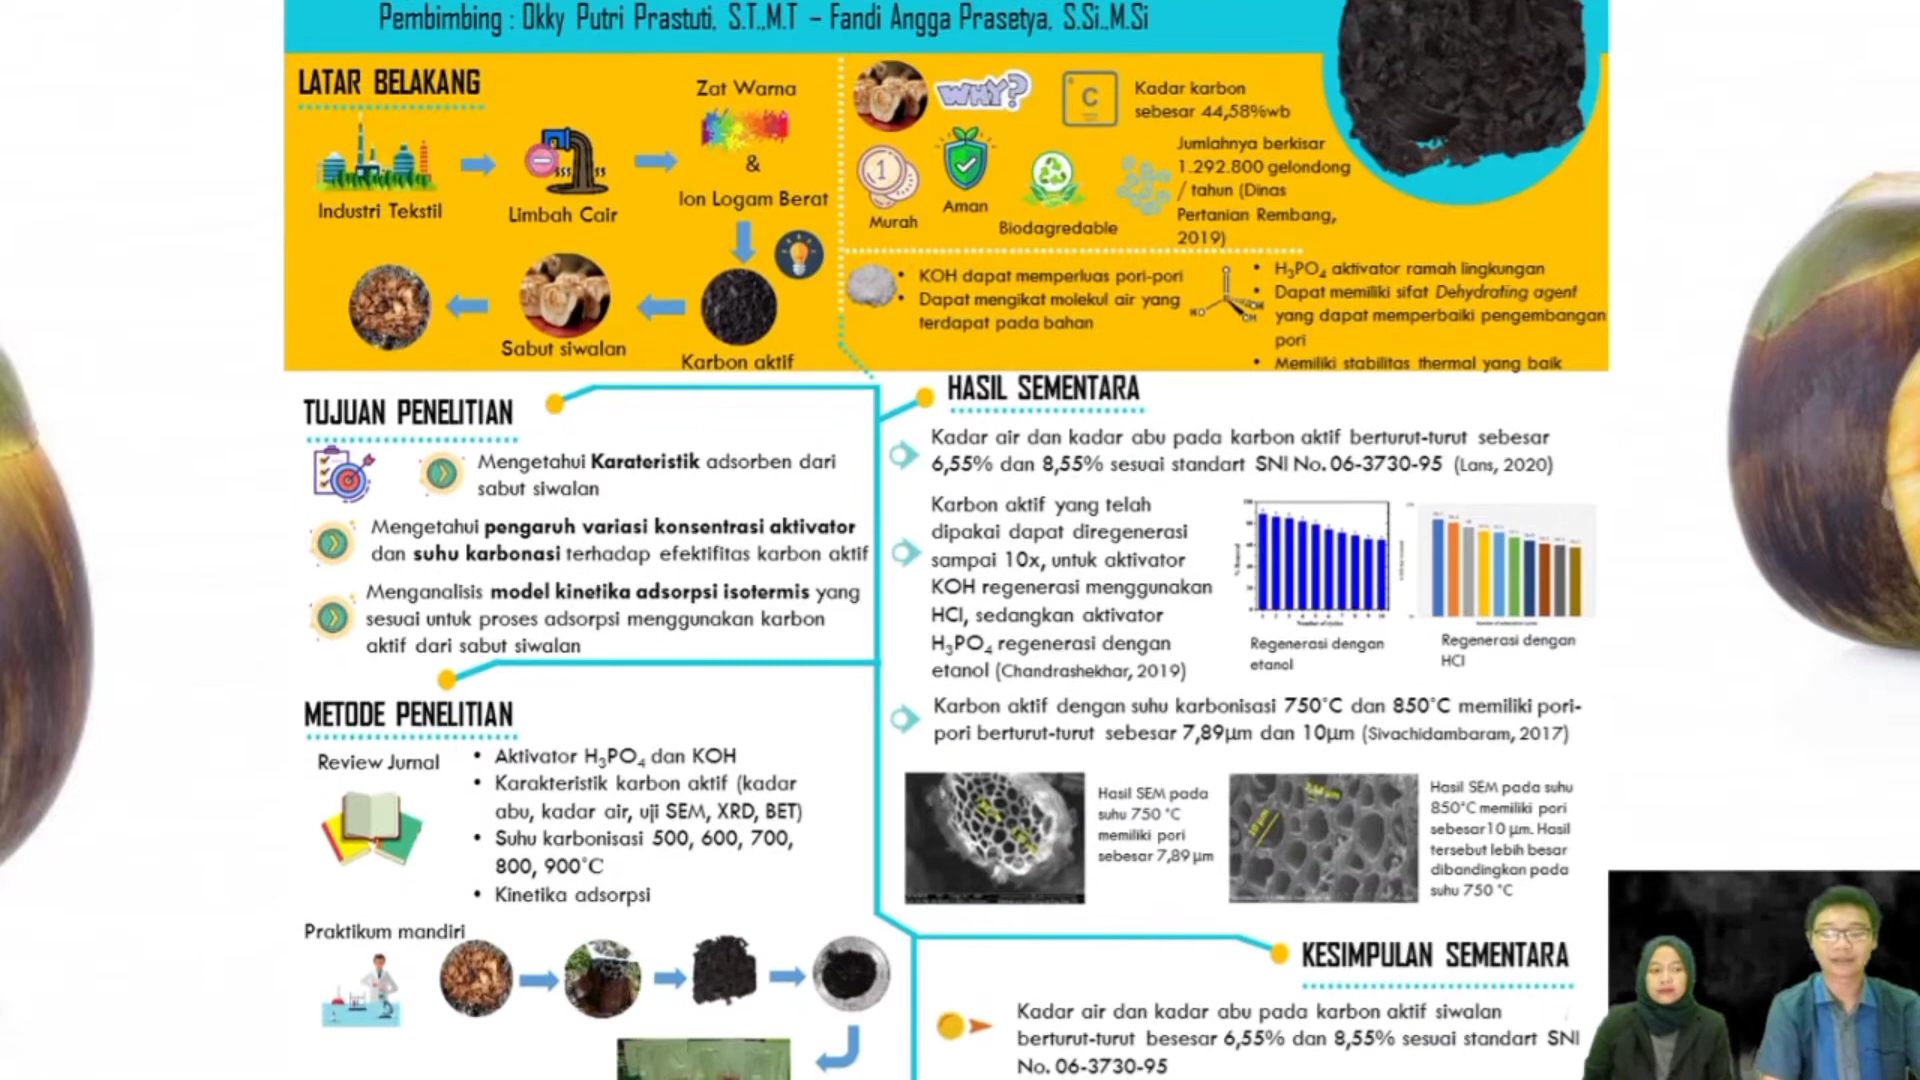 Pembimbing : Okky Putri Prastuti, S.T.,M.T – Fandi Angga Prasetya, S.Si.,M.Si
LATAR BELAKANG
Industri Tekstil
Limbah Cair
Zat Warna
&
Ion Logam Berat
Karbon aktif
Sabut siwalan
WHY?
C
Kadar karbon
sebesar 44,58%wb
1
Murah
Aman
Biodagredable
Jumlahnya berkisar
1.292.800 gelondong
/ tahun (Dinas
Pertanian Rembang,
2019)
• KOH dapat memperluas pori-pori
• Dapat mengikat molekul air yang
terdapat pada bahan
HO
OH
OH
• H₃PO₄ aktivator ramah lingkungan
• Dapat memiliki sifat Dehydrating agent
yang dapat memperbaiki pengembangan
pori
• Memiliki stabilitas thermal yang baik
TUJUAN PENELITIAN
Mengetahui Karateristik adsorben dari
sabut siwalan
Mengetahui pengaruh variasi konsentrasi aktivator
dan suhu karbonasi terhadap efektifitas karbon aktif
Menganalisis model kinetika adsorpsi isotermis yang
sesuai untuk proses adsorpsi menggunakan karbon
aktif dari sabut siwalan
METODE PENELITIAN
Review Jurnal
• Aktivator H₃PO₄ dan KOH
• Karakteristik karbon aktif (kadar
abu, kadar air, uji SEM, XRD, BET)
• Suhu karbonisasi 500, 600, 700,
800, 900°C
• Kinetika adsorpsi
Praktikum mandiri
HASIL SEMENTARA
Kadar air dan kadar abu pada karbon aktif berturut-turut sebesar
6,55% dan 8,55% sesuai standart SNI No. 06-3730-95 (Lans, 2020)
Karbon aktif yang telah
dipakai dapat diregenerasi
sampai 10x, untuk aktivator
KOH regenerasi menggunakan
HCl, sedangkan aktivator
H₃PO₄ regenerasi dengan
etanol (Chandrashekhar, 2019)
Regenerasi dengan
etanol
Regenerasi dengan
HCl
Karbon aktif dengan suhu karbonisasi 750°C dan 850°C memiliki pori-
pori berturut-turut sebesar 7,89µm dan 10µm (Sivachidambaram, 2017)
Hasil SEM pada
suhu 750 °C
memiliki pori
sebesar 7,89 µm
10 µm
Hasil SEM pada suhu
850°C memiliki pori
sebesar10 µm. Hasil
tersebut lebih besar
dibandingkan pada
suhu 750 °C
KESIMPULAN SEMENTARA
Kadar air dan kadar abu pada karbon aktif siwalan
berturut-turut besesar 6,55% dan 8,55% sesuai standart SNI
No. 06-3730-95